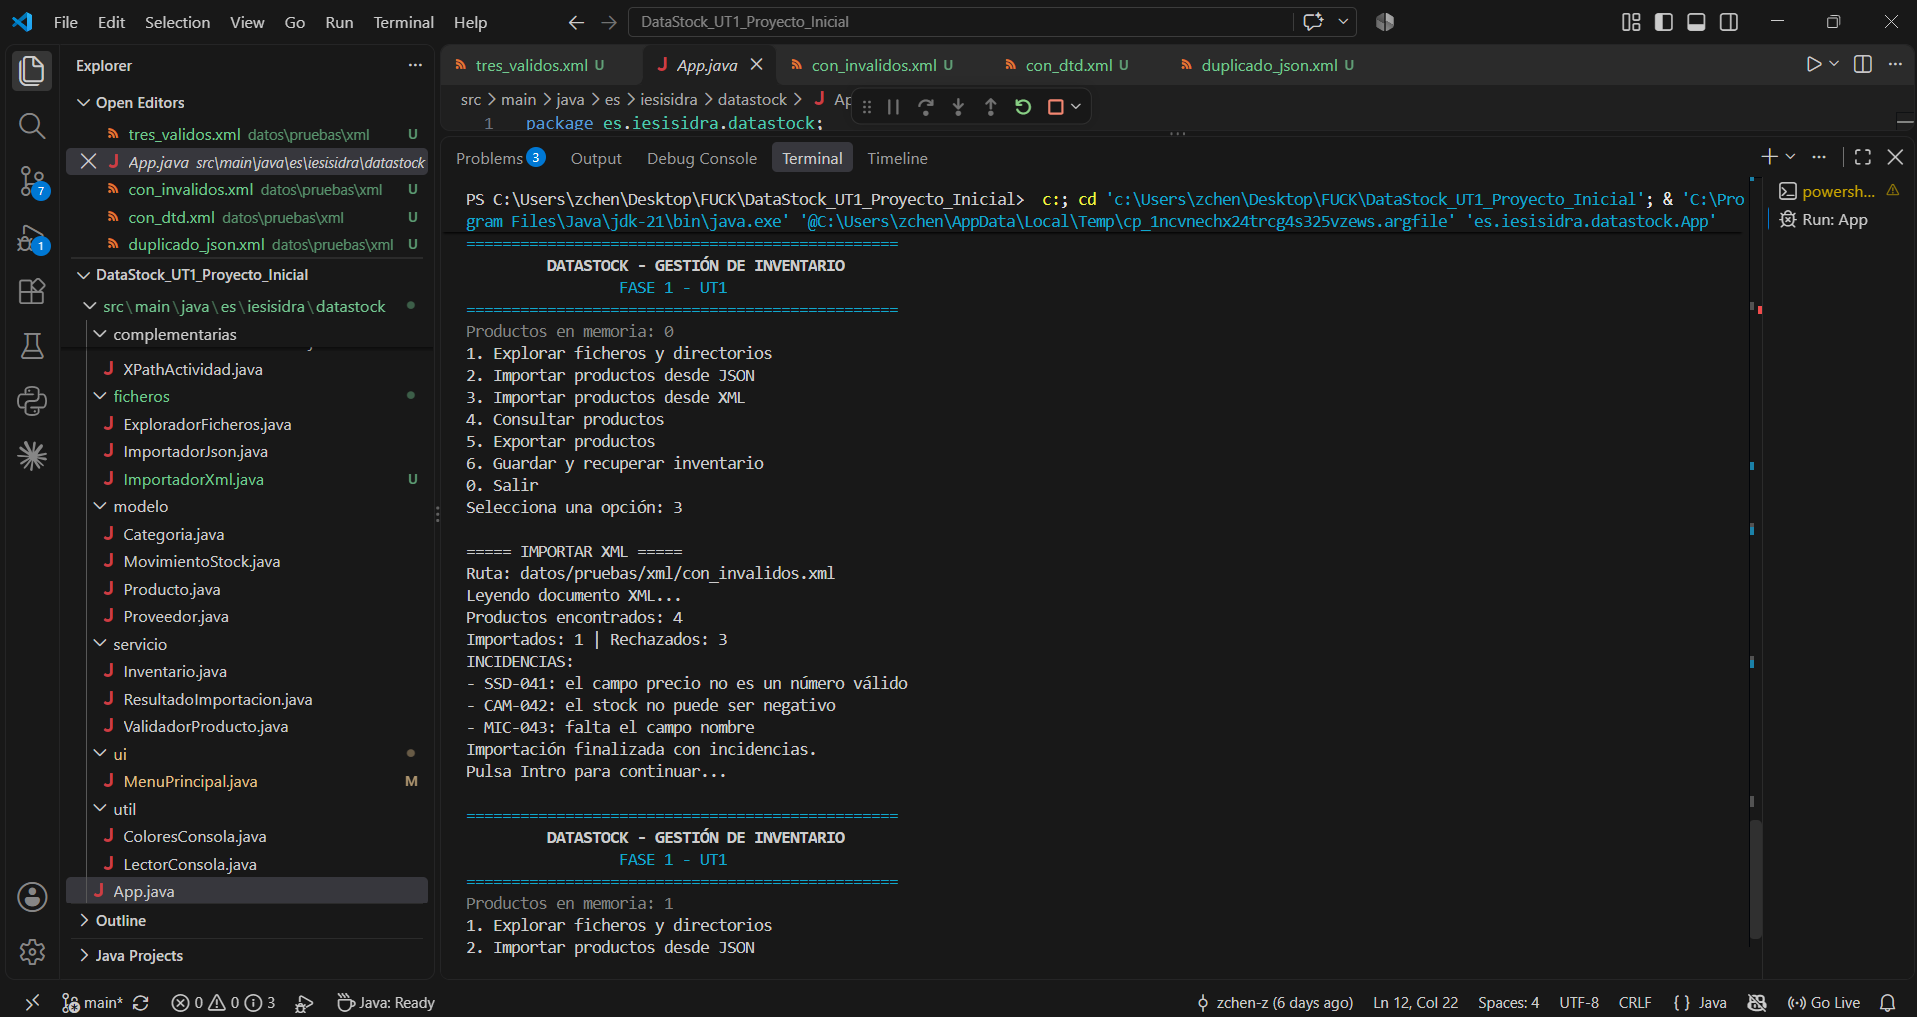 File Edit Selection View Go Run Terminal Help
DataStock_UT1_Proyecto_Inicial
Explorer
Open Editors
tres_validos.xml datos\pruebas\xml U
App.java src\main\java\es\iesisidra\datastock
con_invalidos.xml datos\pruebas\xml U
con_dtd.xml datos\pruebas\xml U
duplicado_json.xml datos\pruebas\xml U
DataStock_UT1_Proyecto_Inicial
src\main\java\es\iesisidra\datastock
complementarias
XPathActividad.java
ficheros
ExploradorFicheros.java
ImportadorJson.java
ImportadorXml.java U
modelo
Categoria.java
MovimientoStock.java
Producto.java
Proveedor.java
servicio
Inventario.java
ResultadoImportacion.java
ValidadorProducto.java
ui
MenuPrincipal.java M
util
ColoresConsola.java
LectorConsola.java
App.java
Outline
Java Projects
7
1
tres_validos.xml U
App.java
con_invalidos.xml U
con_dtd.xml U
duplicado_json.xml U
src > main > java > es > iesisidra > datastock > Ap
1 package es.iesisidra.datastock;
Problems 3 Output Debug Console Terminal Timeline
powersh...
Run: App
PS C:\Users\zchen\Desktop\FUCK\DataStock_UT1_Proyecto_Inicial> c:; cd 'c:\Users\zchen\Desktop\FUCK\DataStock_UT1_Proyecto_Inicial'; & 'C:\Pro
gram Files\Java\jdk-21\bin\java.exe' '@C:\Users\zchen\AppData\Local\Temp\cp_1ncvnechx24trcg4s325vzews.argfile' 'es.iesisidra.datastock.App'
================================================
DATASTOCK - GESTIÓN DE INVENTARIO
FASE 1 - UT1
================================================
Productos en memoria: 0
1. Explorar ficheros y directorios
2. Importar productos desde JSON
3. Importar productos desde XML
4. Consultar productos
5. Exportar productos
6. Guardar y recuperar inventario
0. Salir
Selecciona una opción: 3
===== IMPORTAR XML =====
Ruta: datos/pruebas/xml/con_invalidos.xml
Leyendo documento XML...
Productos encontrados: 4
Importados: 1 | Rechazados: 3
INCIDENCIAS:
- SSD-041: el campo precio no es un número válido
- CAM-042: el stock no puede ser negativo
- MIC-043: falta el campo nombre
Importación finalizada con incidencias.
Pulsa Intro para continuar...
================================================
DATASTOCK - GESTIÓN DE INVENTARIO
FASE 1 - UT1
================================================
Productos en memoria: 1
1. Explorar ficheros y directorios
2. Importar productos desde JSON
main* 0 0 3 Java: Ready
zchen-z (6 days ago) Ln 12, Col 22 Spaces: 4 UTF-8 CRLF {} Java Go Live